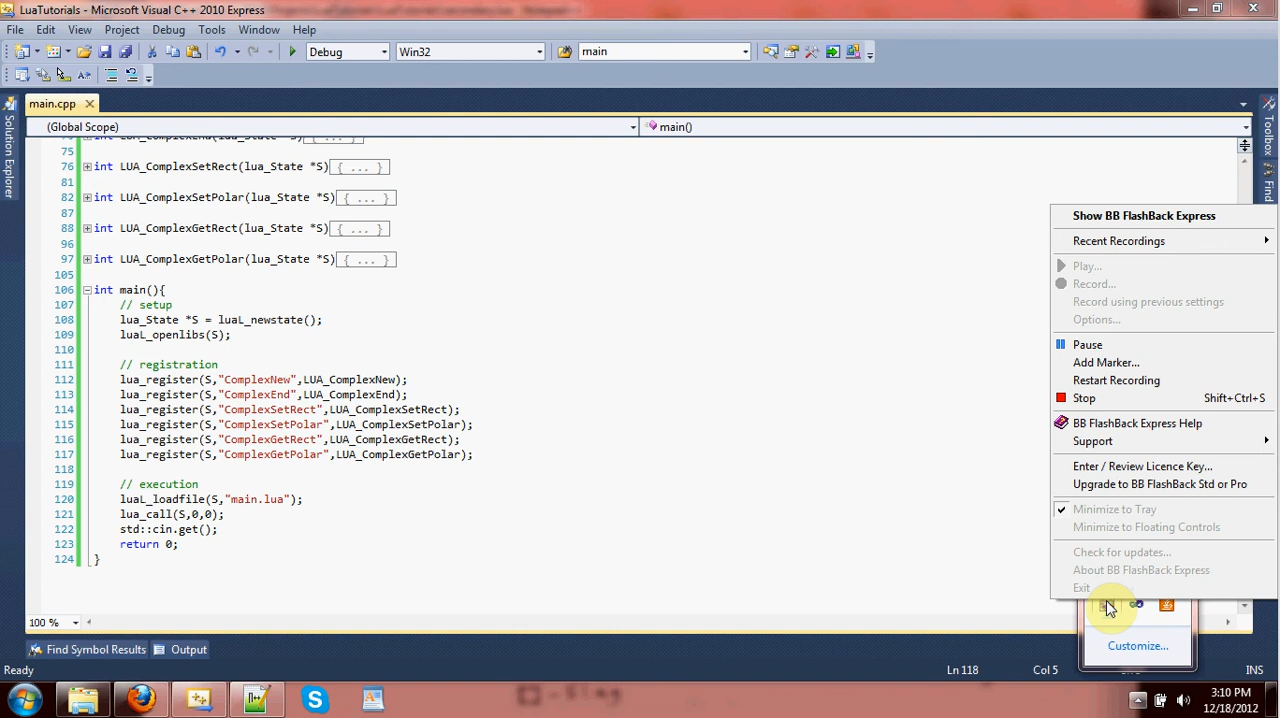 LuaTutorials - Microsoft Visual C++ 2010 Express
File Edit View Project Debug Tools Window Help
Debug Win32 main
main.cpp
(Global Scope) main()
75
76 int LUA_ComplexSetRect(lua_State *S){ ... }
81
82 int LUA_ComplexSetPolar(lua_State *S){ ... }
87
88 int LUA_ComplexGetRect(lua_State *S){ ... }
96
97 int LUA_ComplexGetPolar(lua_State *S){ ... }
105
106 int main(){
107 // setup
108 lua_State *S = luaL_newstate();
109 luaL_openlibs(S);
110
111 // registration
112 lua_register(S,"ComplexNew",LUA_ComplexNew);
113 lua_register(S,"ComplexEnd",LUA_ComplexEnd);
114 lua_register(S,"ComplexSetRect",LUA_ComplexSetRect);
115 lua_register(S,"ComplexSetPolar",LUA_ComplexSetPolar);
116 lua_register(S,"ComplexGetRect",LUA_ComplexGetRect);
117 lua_register(S,"ComplexGetPolar",LUA_ComplexGetPolar);
118
119 // execution
120 luaL_loadfile(S,"main.lua");
121 lua_call(S,0,0);
122 std::cin.get();
123 return 0;
124 }
Solution Explorer
Toolbox
Find
Show BB FlashBack Express
Recent Recordings
Play...
Record...
Record using previous settings
Options...
Pause
Add Marker...
Restart Recording
Stop Shift+Ctrl+S
BB FlashBack Express Help
Support
Enter / Review Licence Key...
Upgrade to BB FlashBack Std or Pro
Minimize to Tray
Minimize to Floating Controls
Check for updates...
About BB FlashBack Express
Exit
Customize...
100 %
Find Symbol Results Output
Ready Ln 118 Col 5 INS
3:10 PM
12/18/2012